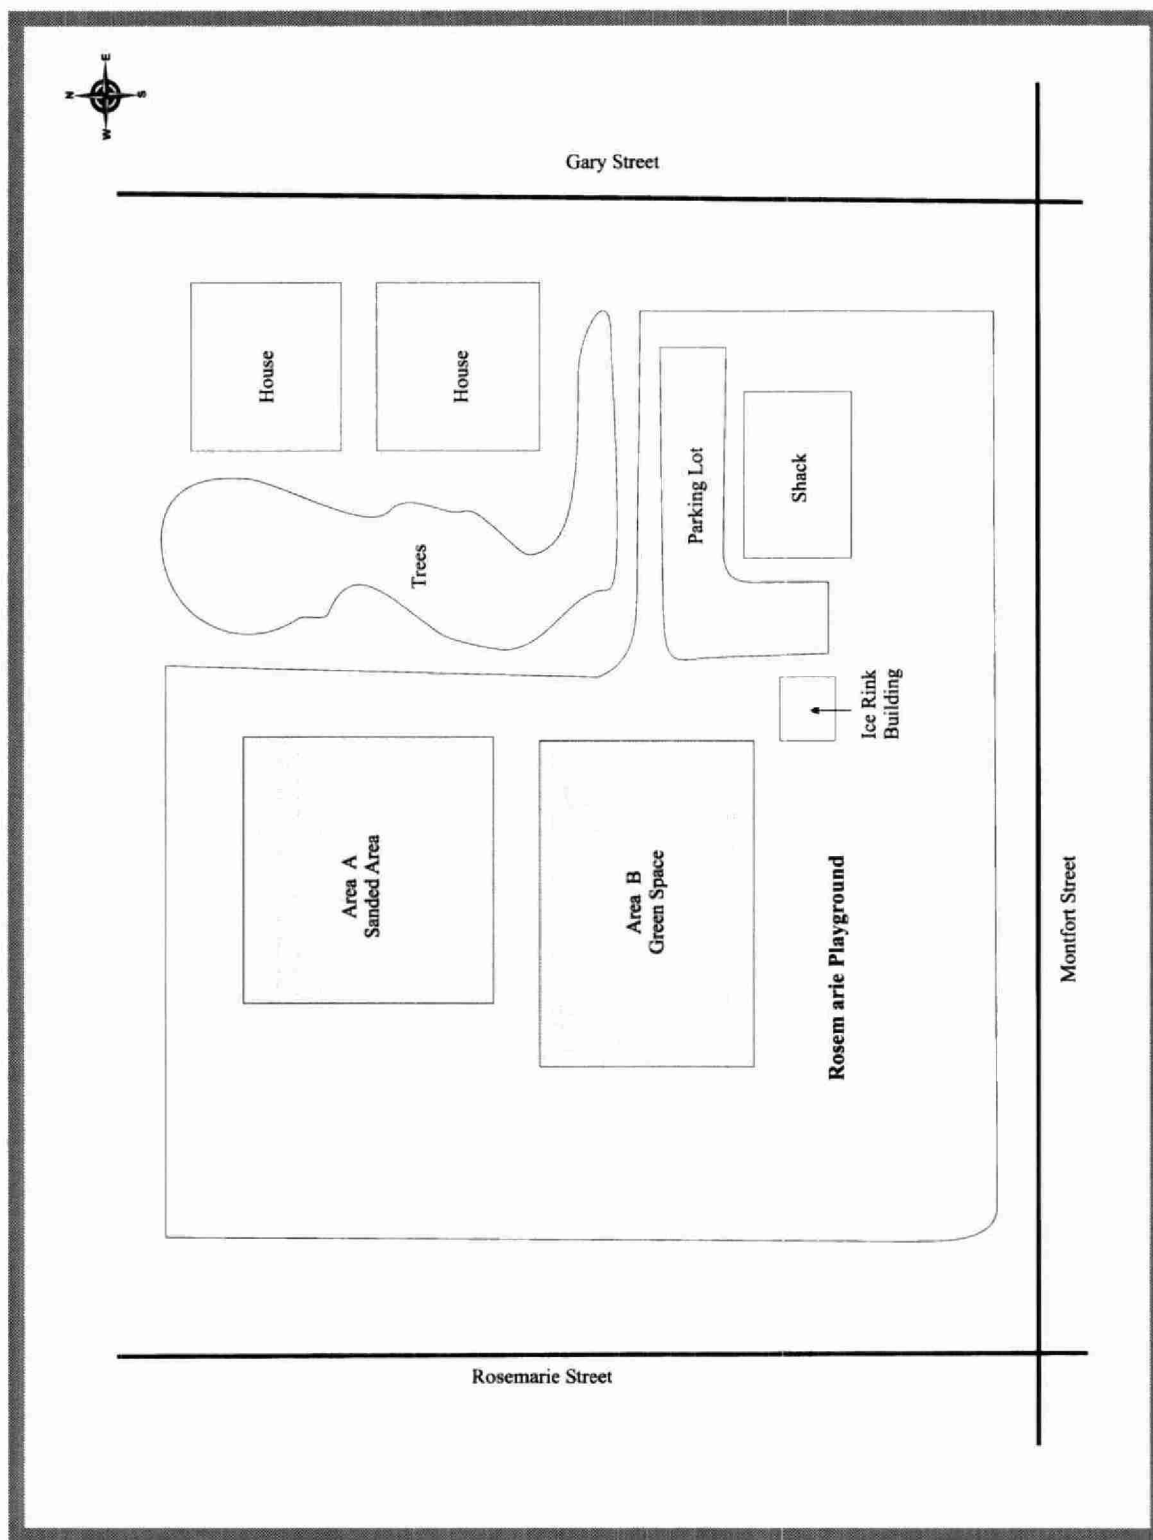 N
E
S
W
Gary Street
House
House
Trees
Parking Lot
Shack
Ice Rink
Building
Area A
Sanded Area
Area B
Green Space
Rosem arie Playground
Montfort Street
Rosemarie Street